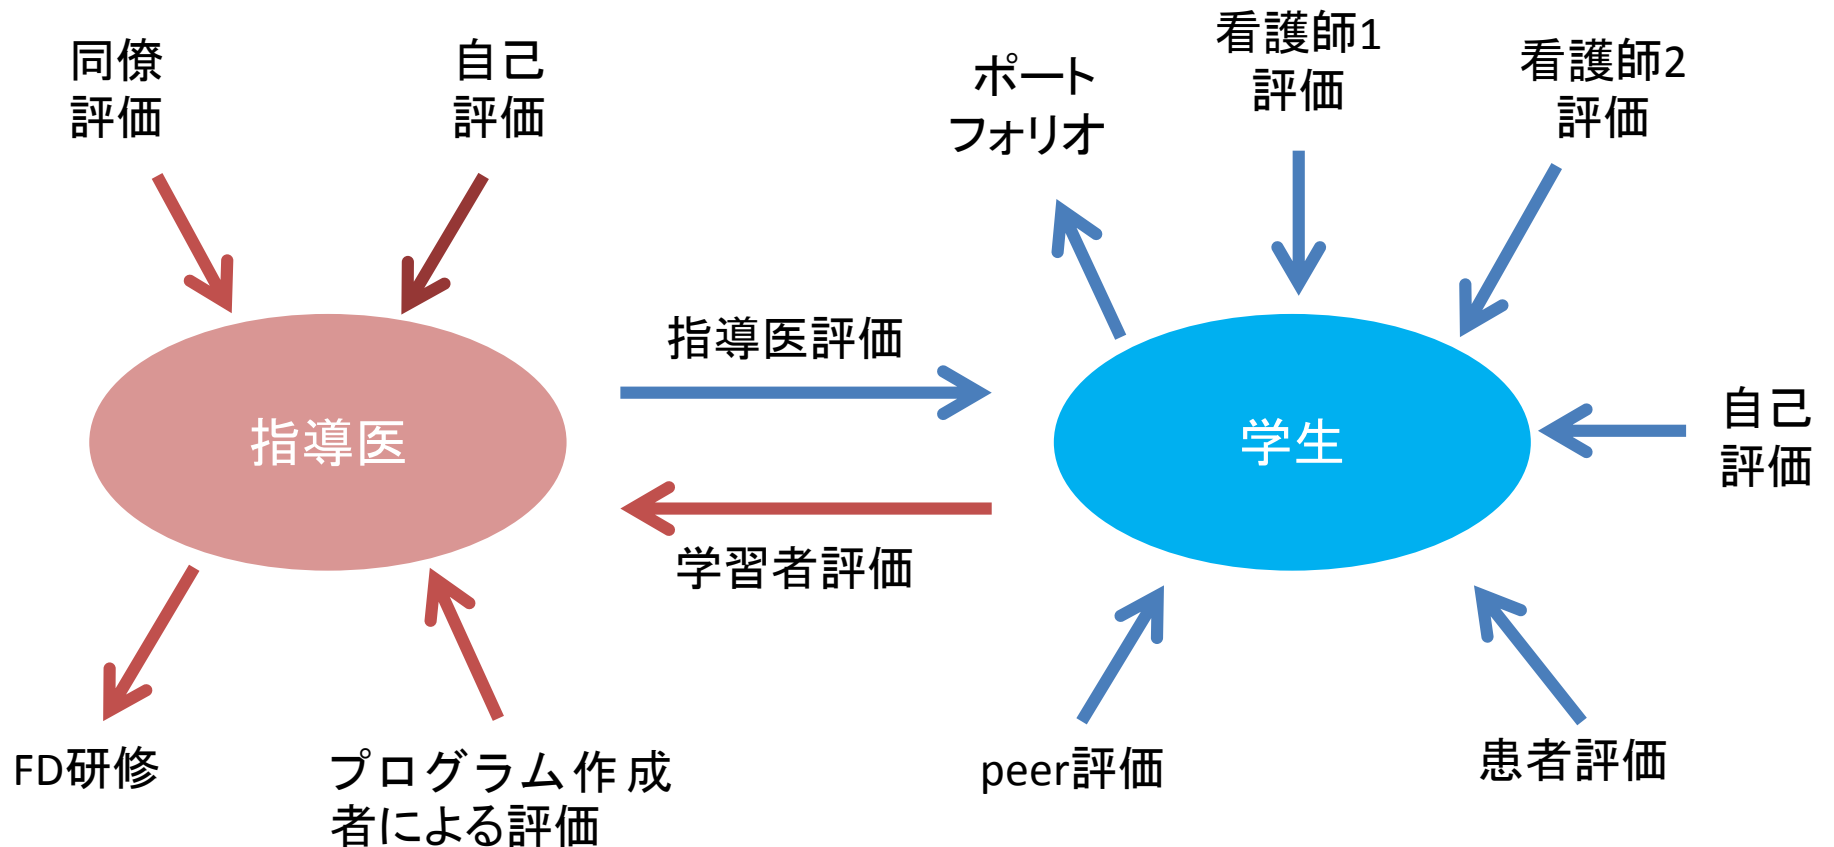 同僚
評価
自己
評価
ポート
フォリオ
看護師1
評価
看護師2
評価
指導医評価
指導医
学生
自己
評価
学習者評価
FD研修
プログラム作成
者による評価
peer評価
患者評価